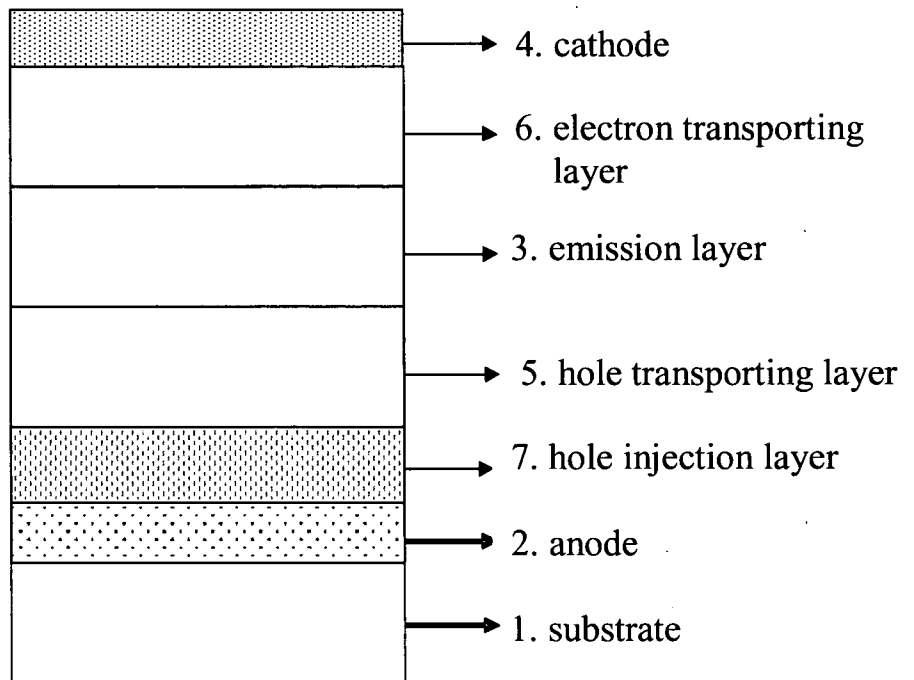 4. cathode
6. electron transporting
layer
3. emission layer
5. hole transporting layer
7. hole injection layer
2. anode
1. substrate